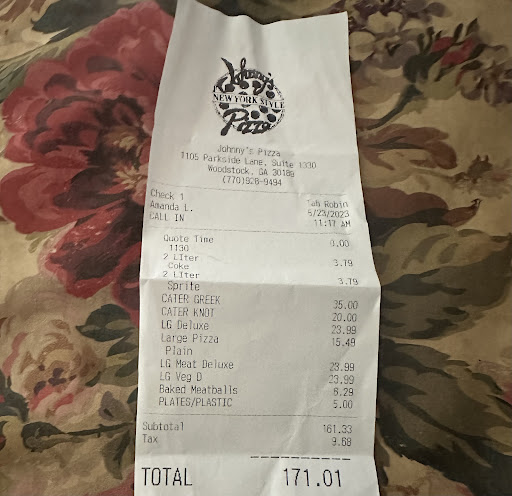 Johnny's
NEW YORK STYLE
Pizza
Johnny's Pizza
1105 Parkside Lane, Suite 1330
Woodstock, GA 30189
(770)928-9494
Check 1 Tab Robin
Amanda L. 5/23/2023
CALL IN 11:17 AM
Quote Time 0.00
1130
2 LIter 3.79
Coke
2 LIter 3.79
Sprite
CATER GREEK 35.00
CATER KNOT 20.00
LG Deluxe 23.99
Large Pizza 15.49
Plain
LG Meat Deluxe 23.99
LG Veg D 23.99
Baked Meatballs 6.29
PLATES/PLASTIC 5.00
Subtotal 161.33
Tax 9.68
TOTAL 171.01